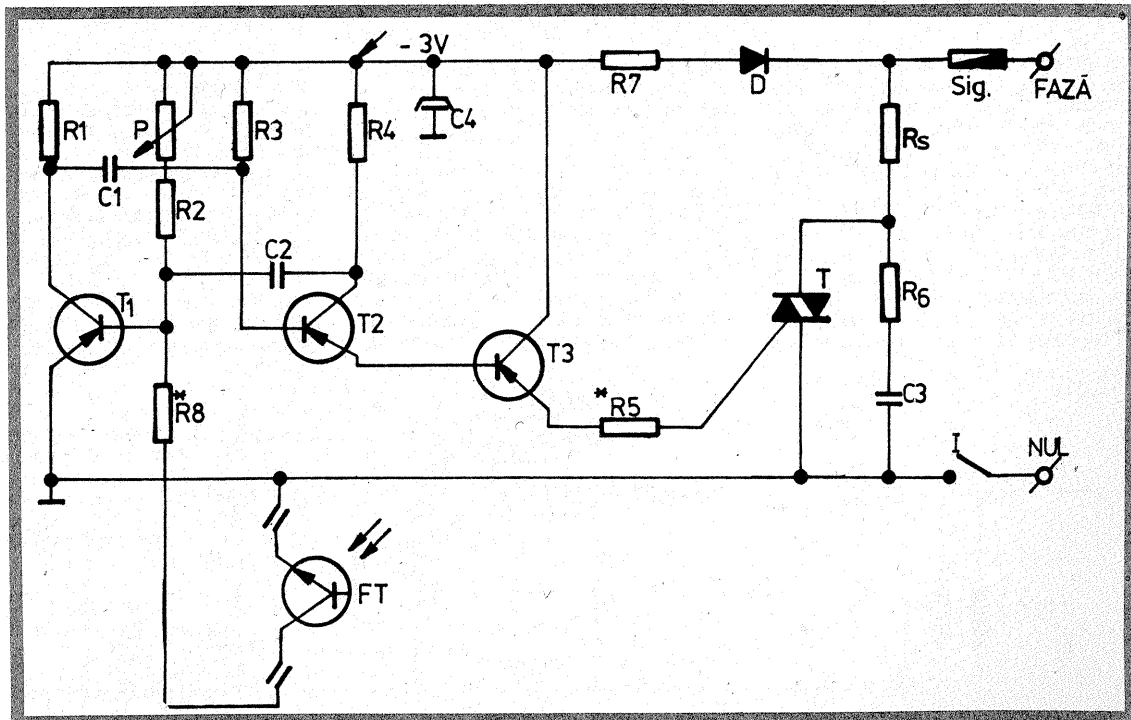 - 3V
R7
D
Sig.
FAZĂ
R1
P
R3
R4
C4
Rs
C1
R2
C2
T
R6
T1
T2
T3
*
R8
*
R5
C3
I
NUL
FT